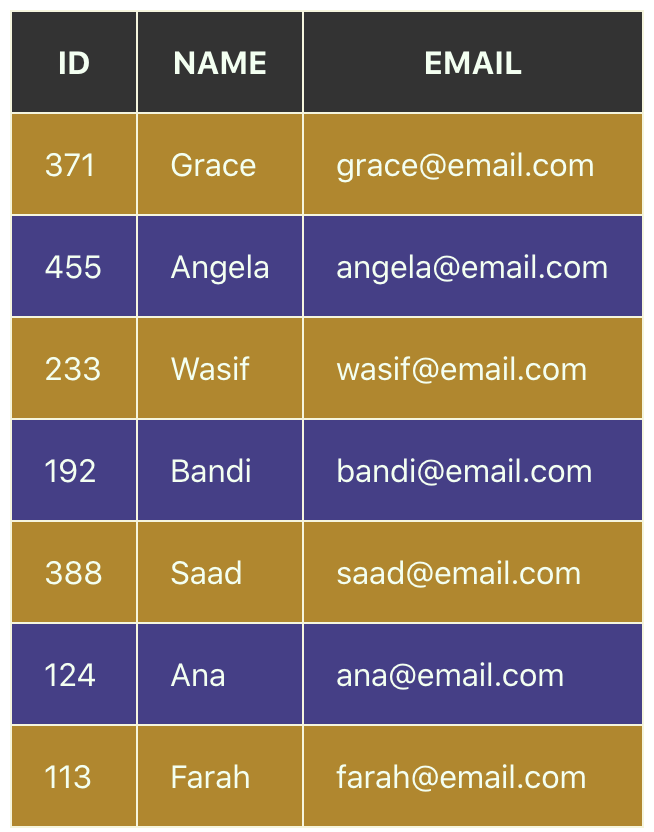 ID NAME EMAIL
371 Grace grace@email.com
455 Angela angela@email.com
233 Wasif wasif@email.com
192 Bandi bandi@email.com
388 Saad saad@email.com
124 Ana ana@email.com
113 Farah farah@email.com